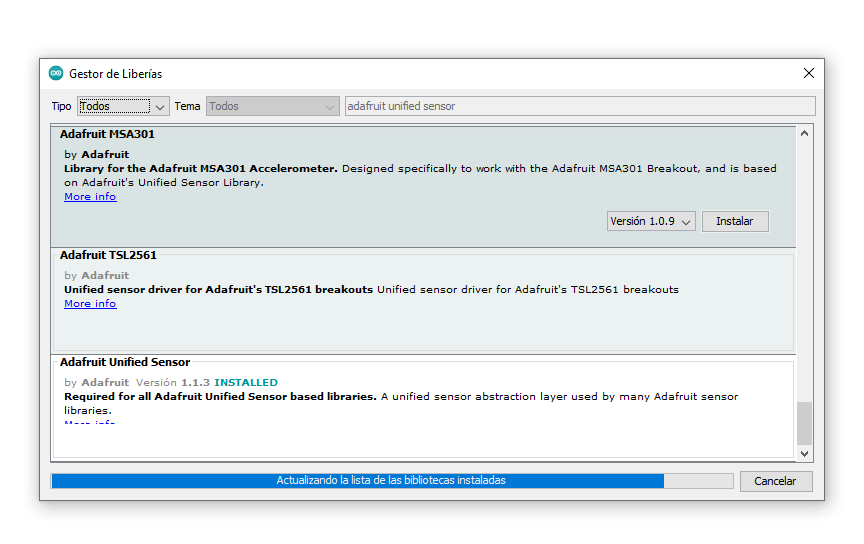 Gestor de Liberías
Tipo Todos Tema Todos adafruit unified sensor
Adafruit MSA301
by Adafruit
Library for the Adafruit MSA301 Accelerometer. Designed specifically to work with the Adafruit MSA301 Breakout, and is based
on Adafruit's Unified Sensor Library.
More info
Versión 1.0.9 Instalar
Adafruit TSL2561
by Adafruit
Unified sensor driver for Adafruit's TSL2561 breakouts Unified sensor driver for Adafruit's TSL2561 breakouts
More info
Adafruit Unified Sensor
by Adafruit Versión 1.1.3 INSTALLED
Required for all Adafruit Unified Sensor based libraries. A unified sensor abstraction layer used by many Adafruit sensor
libraries.
More info
Actualizando la lista de las bibliotecas instaladas
Cancelar